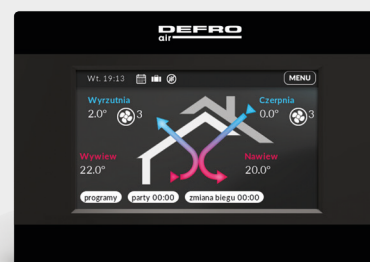 DEFRO
air
Wt. 19:13
MENU
Wyrzutnia
2.0°
3
Czerpnia
0.0°
3
Wywiew
22.0°
Nawiew
20.0°
programy
party 00:00
zmiana biegu 00:00